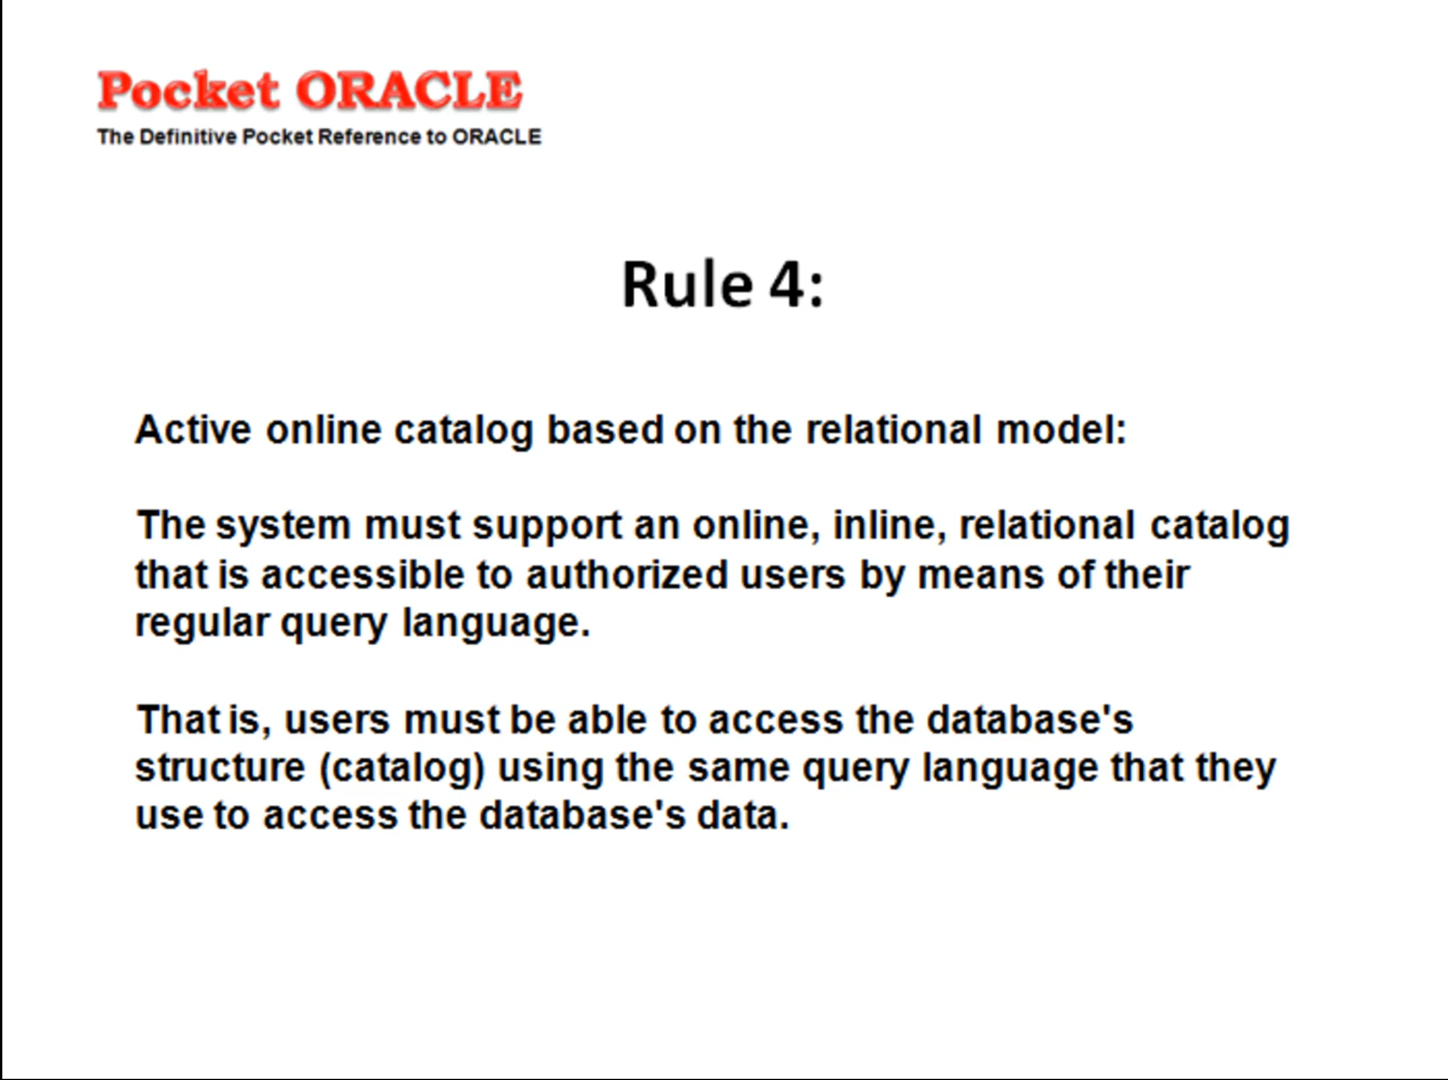 Pocket ORACLE
The Definitive Pocket Reference to ORACLE
Rule 4:
Active online catalog based on the relational model:
The system must support an online, inline, relational catalog
that is accessible to authorized users by means of their
regular query language.
That is, users must be able to access the database's
structure (catalog) using the same query language that they
use to access the database's data.